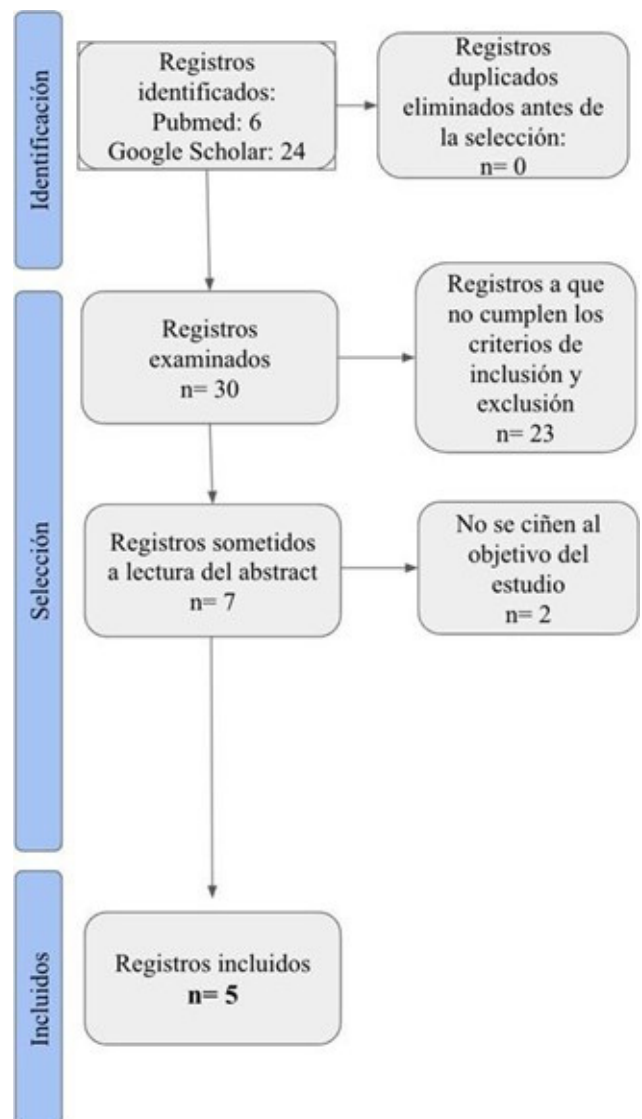 Identificación
Registros
identificados:
Pubmed: 6
Google Scholar: 24
Registros
duplicados
eliminados antes de
la selección:
n= 0
Selección
Registros
examinados
n= 30
Registros a que
no cumplen los
criterios de
inclusión y
exclusión
n= 23
Registros sometidos
a lectura del abstract
n= 7
No se ciñen al
objetivo del
estudio
n= 2
Incluidos
Registros incluidos
n= 5